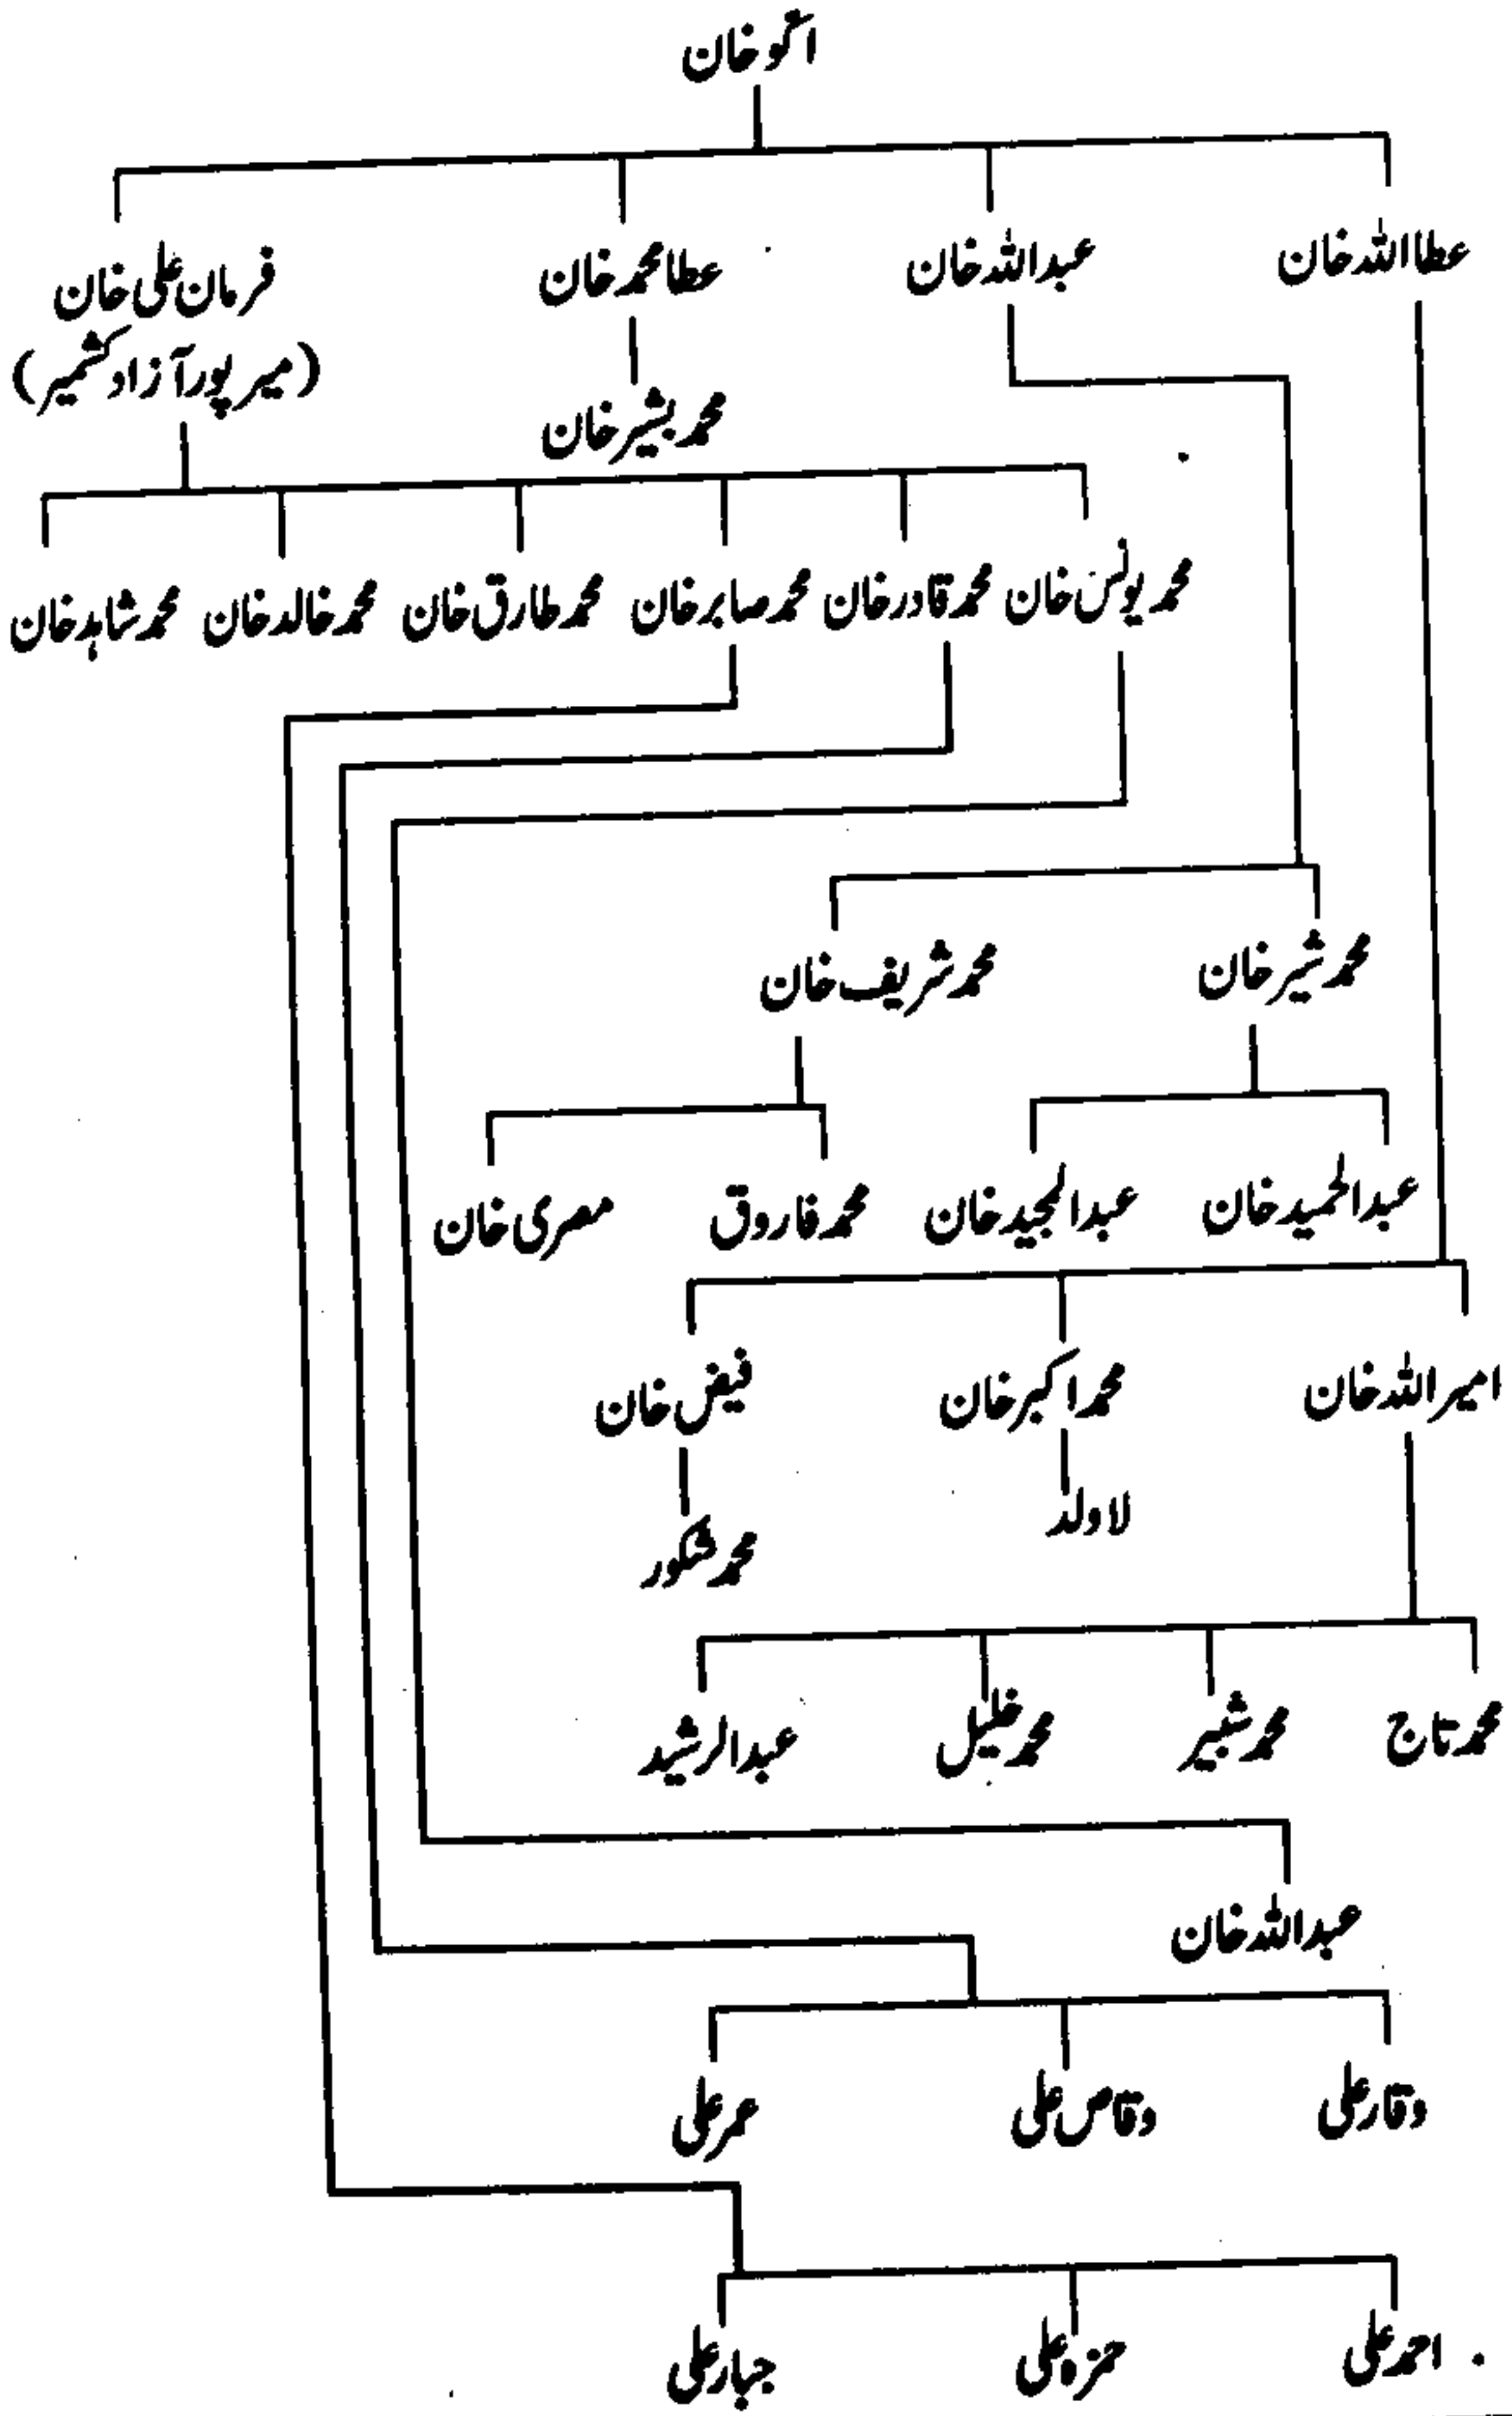 اگوخان
عطااللہ خان
عبداللہ خان
عطا محمد خان
فرمان علی خان
(میر پور آزاد کشمیر)
محمد بشیر خان
محمد یونس خان
محمد قادر خان
محمد صابر خان
محمد طارق خان
محمد خالد خان
محمد شاہد خان
محمد شیر خان
محمد شریف خان
عبدالحمید خان
عبدالمجید خان
محمد فاروق
مصری خان
امیر اللہ خان
محمد اکبر خان
فیض خان
لاولد
محمد شکور
محمد تاج
محمد شبیر
محمد خلیل
عبدالرشید
عبداللہ خان
وقار علی
وقاص علی
عمر علی
احمد علی
حمزہ علی
جبار علی